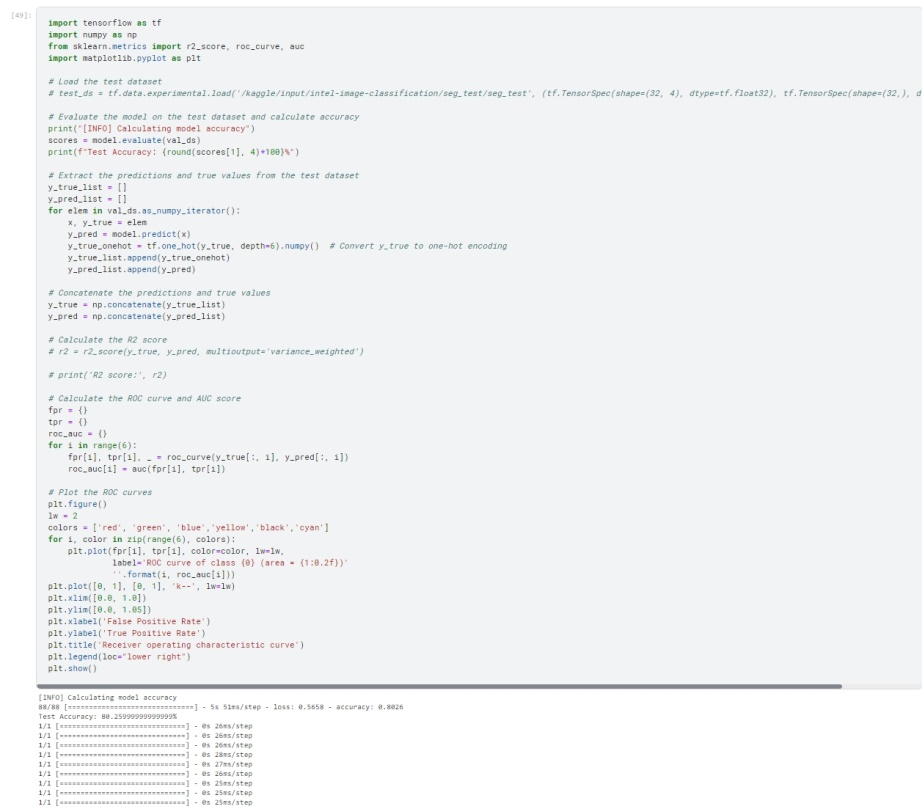 [49]:
import tensorflow as tf
import numpy as np
from sklearn.metrics import r2_score, roc_curve, auc
import matplotlib.pyplot as plt
# Load the test dataset
# test_ds = tf.data.experimental.load('/kaggle/input/intel-image-classification/seg_test/seg_test', (tf.TensorSpec(shape=(32, 4), dtype=tf.float32), tf.TensorSpec(shape=(32,), d
# Evaluate the model on the test dataset and calculate accuracy
print("[INFO] Calculating model accuracy")
scores = model.evaluate(val_ds)
print(f"Test Accuracy: {round(scores[1], 4)*100}%")
# Extract the predictions and true values from the test dataset
y_true_list = []
y_pred_list = []
for elem in val_ds.as_numpy_iterator():
    x, y_true = elem
    y_pred = model.predict(x)
    y_true_onehot = tf.one_hot(y_true, depth=6).numpy()  # Convert y_true to one-hot encoding
    y_true_list.append(y_true_onehot)
    y_pred_list.append(y_pred)
# Concatenate the predictions and true values
y_true = np.concatenate(y_true_list)
y_pred = np.concatenate(y_pred_list)
# Calculate the R2 score
# r2 = r2_score(y_true, y_pred, multioutput='variance_weighted')
# print('R2 score:', r2)
# Calculate the ROC curve and AUC score
fpr = {}
tpr = {}
roc_auc = {}
for i in range(6):
    fpr[i], tpr[i], _ = roc_curve(y_true[:, i], y_pred[:, i])
    roc_auc[i] = auc(fpr[i], tpr[i])
# Plot the ROC curves
plt.figure()
lw = 2
colors = ['red', 'green', 'blue','yellow','black','cyan']
for i, color in zip(range(6), colors):
    plt.plot(fpr[i], tpr[i], color=color, lw=lw,
             label='ROC curve of class {0} (area = {1:0.2f})'
             ''.format(i, roc_auc[i]))
plt.plot([0, 1], [0, 1], 'k--', lw=lw)
plt.xlim([0.0, 1.0])
plt.ylim([0.0, 1.05])
plt.xlabel('False Positive Rate')
plt.ylabel('True Positive Rate')
plt.title('Receiver operating characteristic curve')
plt.legend(loc="lower right")
plt.show()
[INFO] Calculating model accuracy
88/88 [==============================] - 5s 51ms/step - loss: 0.5658 - accuracy: 0.8026
Test Accuracy: 80.25999999999999%
1/1 [==============================] - 0s 26ms/step
1/1 [==============================] - 0s 26ms/step
1/1 [==============================] - 0s 26ms/step
1/1 [==============================] - 0s 28ms/step
1/1 [==============================] - 0s 27ms/step
1/1 [==============================] - 0s 26ms/step
1/1 [==============================] - 0s 25ms/step
1/1 [==============================] - 0s 25ms/step
1/1 [==============================] - 0s 25ms/step